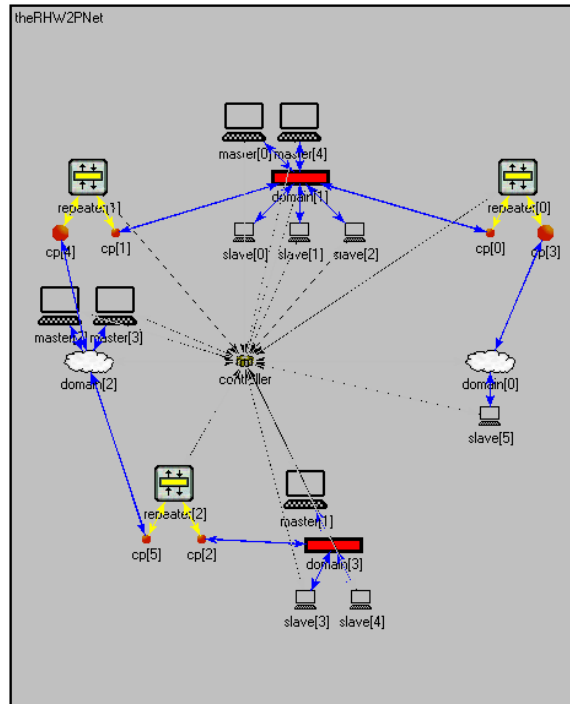 theRHW2PNet
master[0] master[4]
domain[1]
repeater[1]
repeater[0]
cp[4] cp[1]
slave[0] slave[1] slave[2]
cp[0] cp[3]
master[3]
domain[2]
controller
domain[0]
slave[5]
repeater[2]
master[1]
cp[5] cp[2]
domain[3]
slave[3] slave[4]